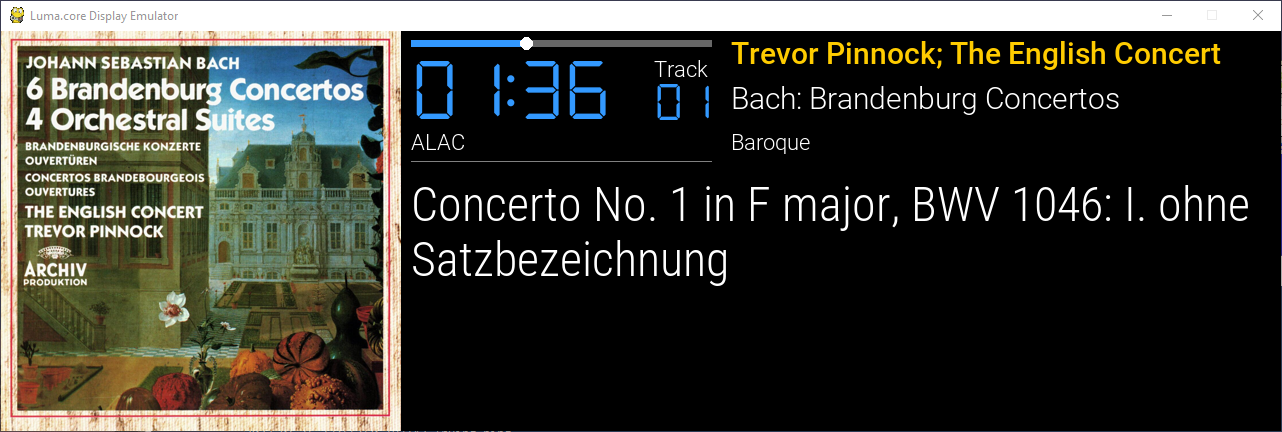 Luma.core Display Emulator
JOHANN SEBASTIAN BACH
6 Brandenburg Concertos
4 Orchestral Suites
BRANDENBURGISCHE KONZERTE
OUVERTÜREN
CONCERTOS BRANDEBOURGEOIS
OUVERTURES
THE ENGLISH CONCERT
TREVOR PINNOCK
ARCHIV
PRODUKTION
01:36
Track
01
ALAC
Trevor Pinnock; The English Concert
Bach: Brandenburg Concertos
Baroque
Concerto No. 1 in F major, BWV 1046: I. ohne
Satzbezeichnung